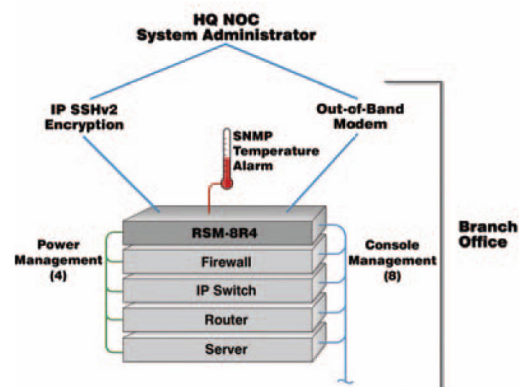 HQ NOC
System Administrator
IP SSHv2
Encryption
Out-of-Band
Modem
SNMP
Temperature
Alarm
Branch
Office
Power
Management
(4)
Console
Management
(8)
RSM-8R4
Firewall
IP Switch
Router
Server